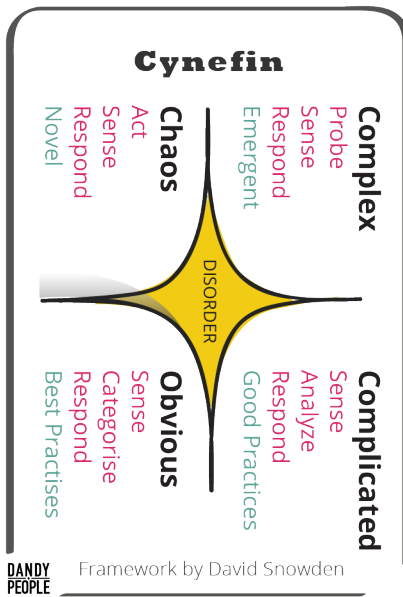 Cynefin
Complex
Probe
Sense
Respond
Emergent
Complicated
Sense
Analyze
Respond
Good Practices
DISORDER
Chaos
Act
Sense
Respond
Novel
Obvious
Sense
Categorise
Respond
Best Practises
Framework by David Snowden
DANDY
PEOPLE